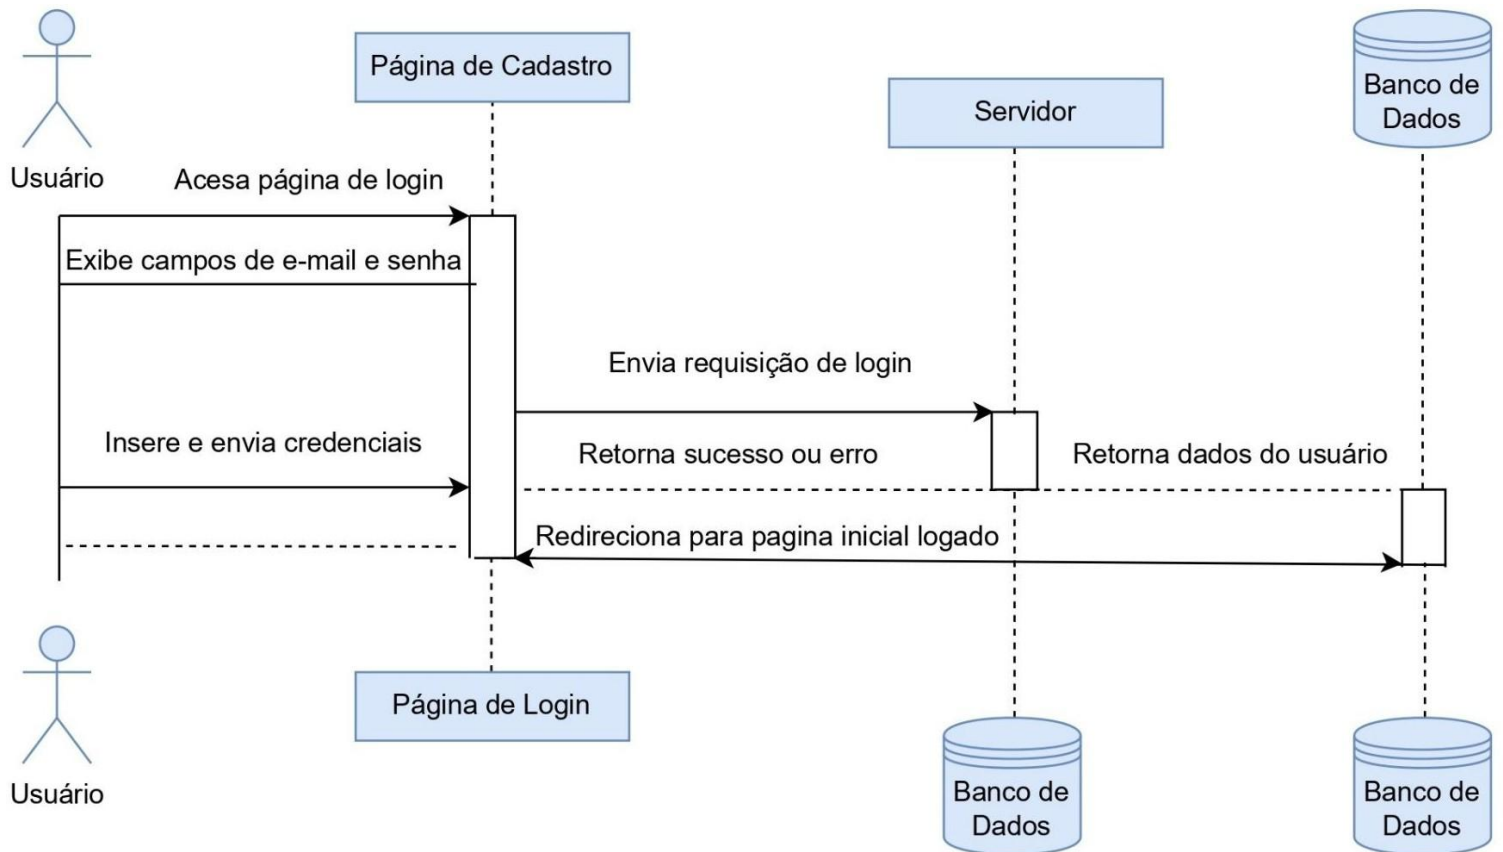 Página de Cadastro
Servidor
Banco de
Dados
Usuário
Acesa página de login
Exibe campos de e-mail e senha
Envia requisição de login
Insere e envia credenciais
Retorna sucesso ou erro
Retorna dados do usuário
Redireciona para pagina inicial logado
Página de Login
Usuário
Banco de
Dados
Banco de
Dados